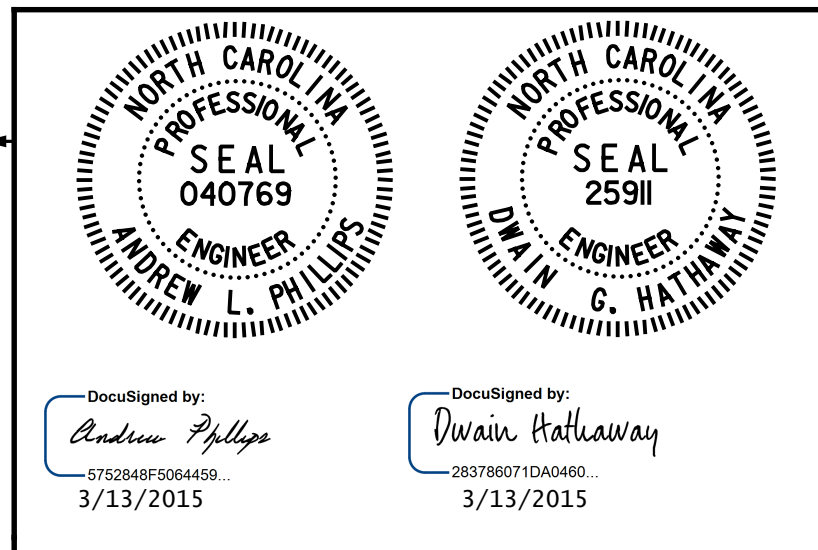 NORTH CAROLINA
PROFESSIONAL
SEAL
040769
ENGINEER
ANDREW L. PHILLIPS
NORTH CAROLINA
PROFESSIONAL
SEAL
25911
ENGINEER
DWAIN G. HATHAWAY
DocuSigned by:
Andrew Phillips
5752848F5064459...
3/13/2015
DocuSigned by:
Dwain Hathaway
283786071DA0460...
3/13/2015